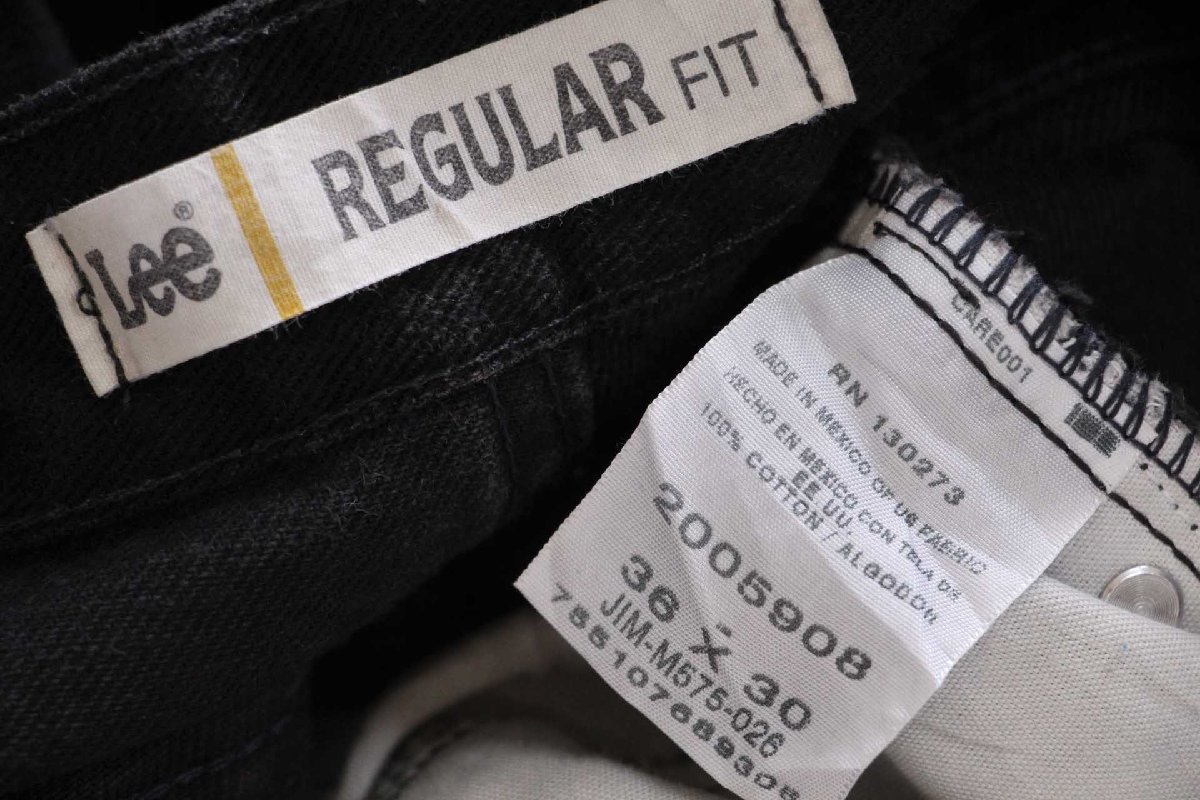 Lee®
REGULAR FIT
CARE001
RN 130273
MADE IN MEXICO OF US FABRIC
HECHO EN MEXICO CON TELA DE
EE.UU.
100% COTTON / ALGODON
2005908
36 X 30
JIM-M575-026